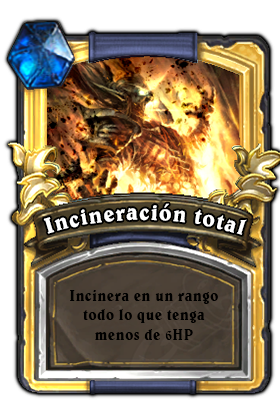 Incineración total
Incinera en un rango
todo lo que tenga
menos de 6HP